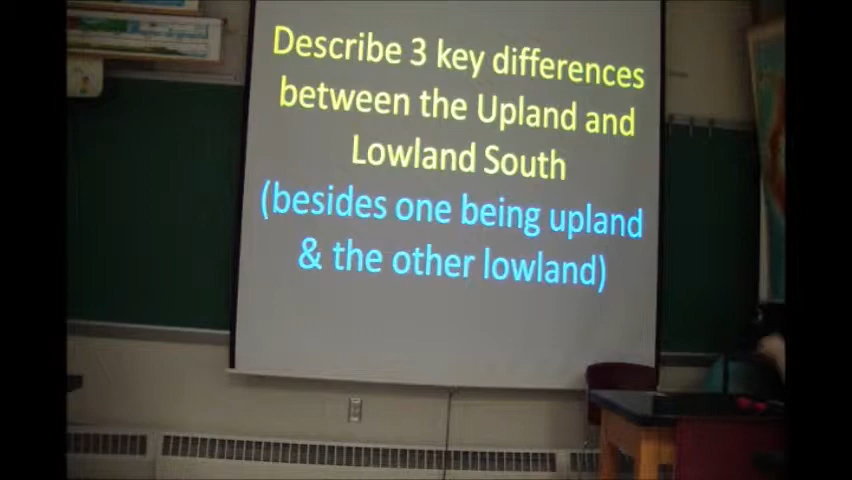 Describe 3 key differences
between the Upland and
Lowland South
(besides one being upland
& the other lowland)